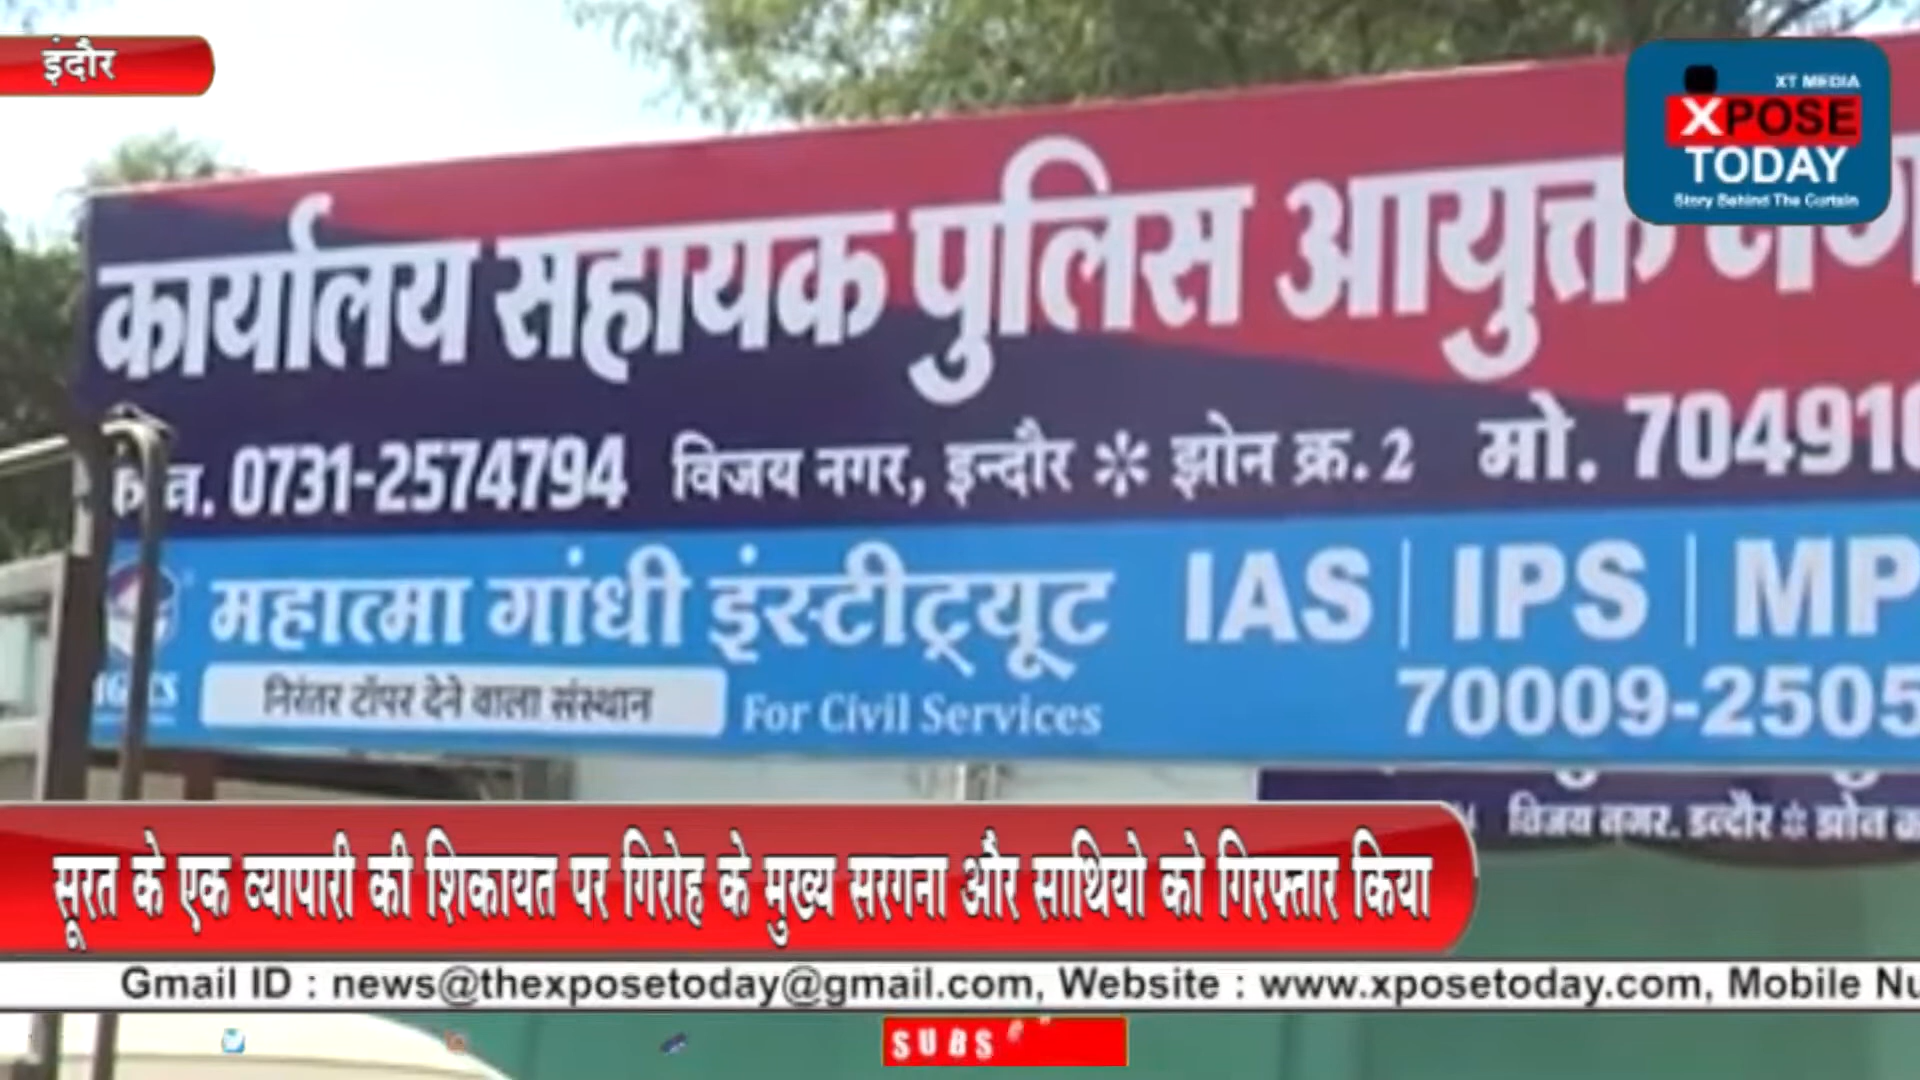 इंदौर
XT MEDIA
XPOSE
TODAY
Story Behind The Curtain
कार्यालय सहायक पुलिस आयुक्त
0731-2574794 विजय नगर, इन्दौर * झोन क्र. 2 मो. 704910
महात्मा गांधी इंस्टीट्र्यूट IAS | IPS | MP
निरंतर टॉपर देने वाला संस्थान For Civil Services 70009-2505
विजय नगर, इन्दौर * झोन
सूरत के एक व्यापारी की शिकायत पर गिरोह के मुख्य सरगना और साथियो को गिरफ्तार किया
Gmail ID : news@thexposetoday@gmail.com, Website : www.xposetoday.com, Mobile Nu
SUBS